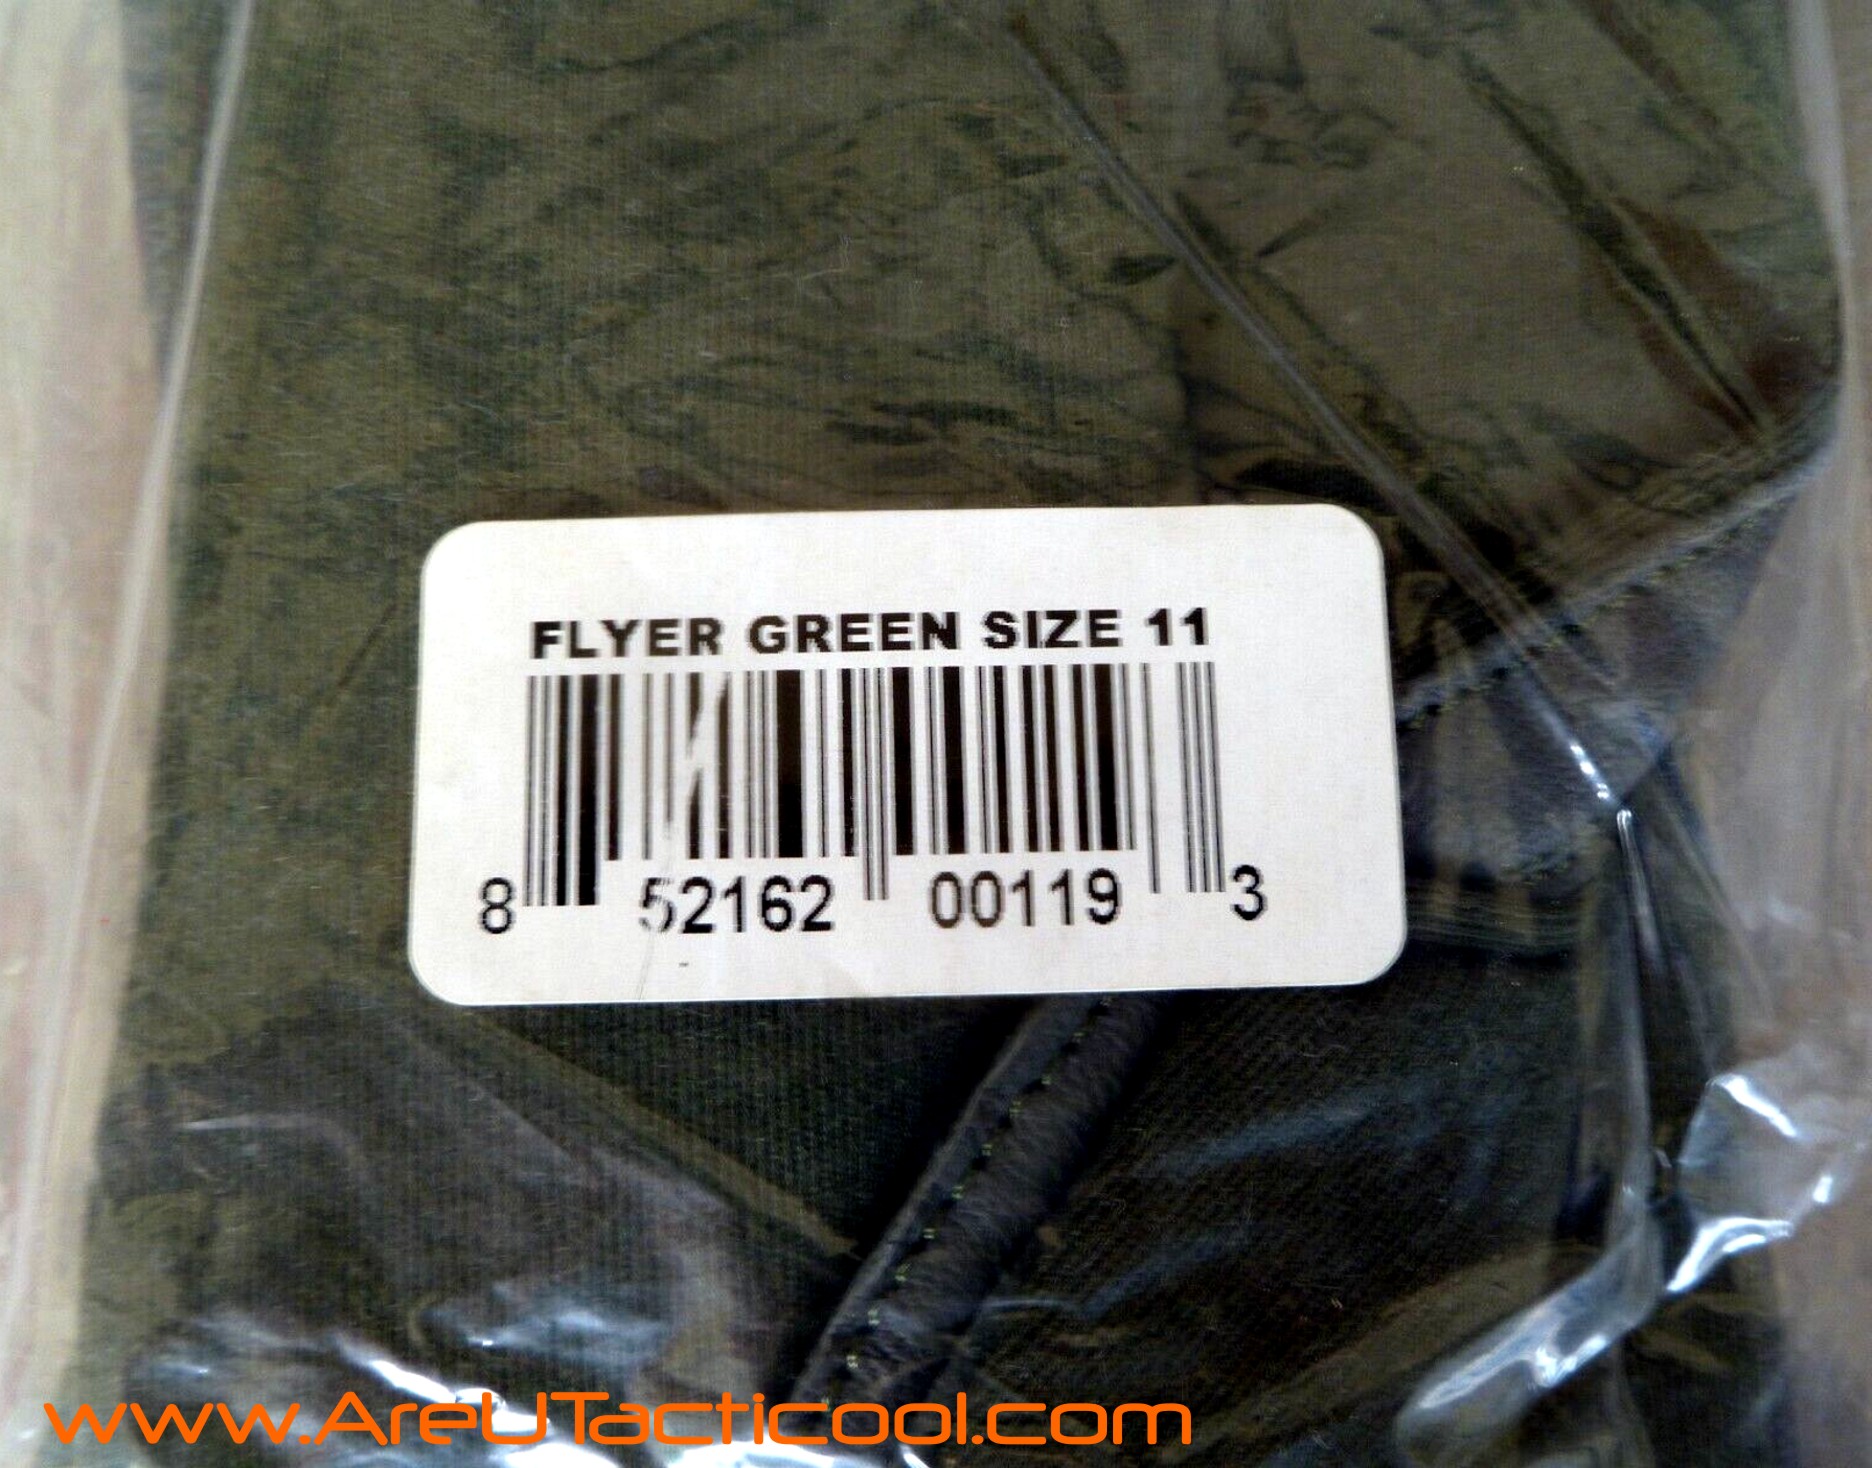 FLYER GREEN SIZE 11
8 52162 00119 3
www.AreUTacticool.com